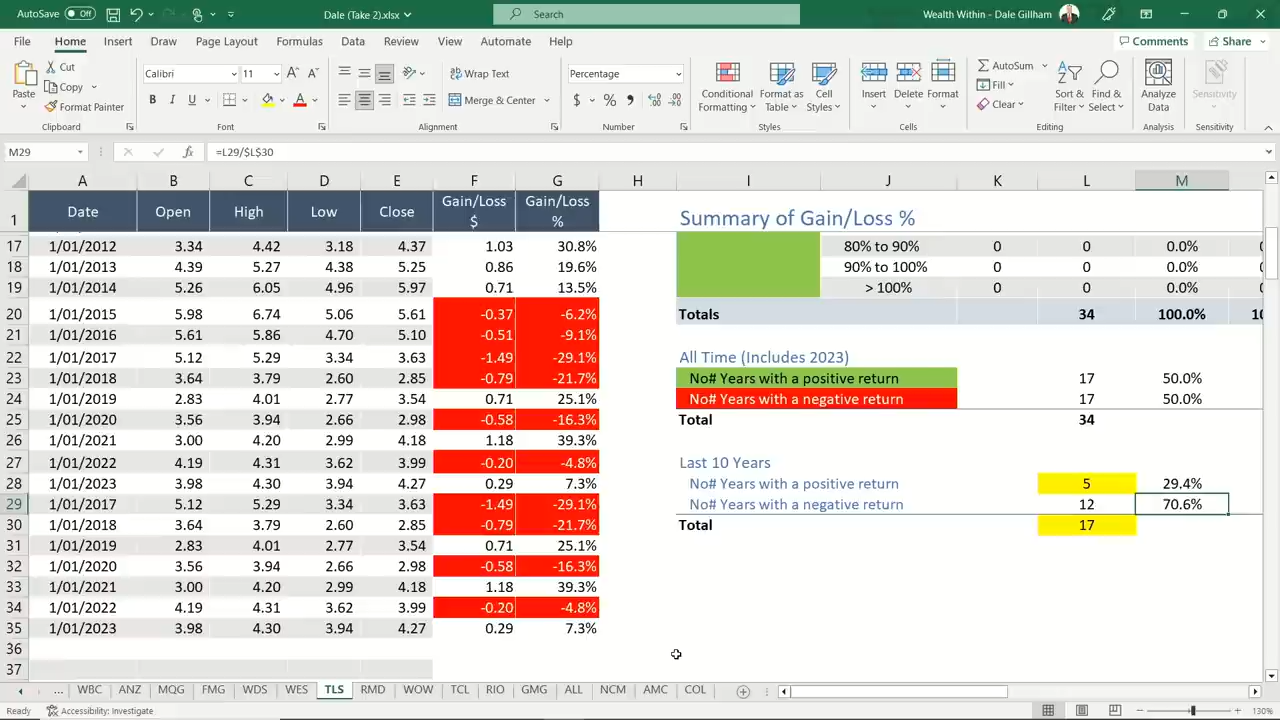 AutoSave Off Dale (Take 2).xlsx Search Wealth Within - Dale Gillham
File Home Insert Draw Page Layout Formulas Data Review View Automate Help Comments Share
Paste Cut Copy Format Painter Clipboard
Calibri 11 B I U A Font
Wrap Text Merge & Center Alignment
Percentage $ % Number
Conditional Formatting Format as Table Cell Styles Styles
Insert Delete Format Cells
AutoSum Fill Clear Sort & Filter Find & Select Editing
Analyze Data Analysis Sensitivity Sensitivity
M29 fx =L29/$L$30
A B C D E F G H I J K L M
1 Date Open High Low Close Gain/Loss $ Gain/Loss % Summary of Gain/Loss %
17 1/01/2012 3.34 4.42 3.18 4.37 1.03 30.8% 80% to 90% 0 0 0.0%
18 1/01/2013 4.39 5.27 4.38 5.25 0.86 19.6% 90% to 100% 0 0 0.0%
19 1/01/2014 5.26 6.05 4.96 5.97 0.71 13.5% > 100% 0 0 0.0%
20 1/01/2015 5.98 6.74 5.06 5.61 -0.37 -6.2% Totals 34 100.0% 10
21 1/01/2016 5.61 5.86 4.70 5.10 -0.51 -9.1%
22 1/01/2017 5.12 5.29 3.34 3.63 -1.49 -29.1% All Time (Includes 2023)
23 1/01/2018 3.64 3.79 2.60 2.85 -0.79 -21.7% No# Years with a positive return 17 50.0%
24 1/01/2019 2.83 4.01 2.77 3.54 0.71 25.1% No# Years with a negative return 17 50.0%
25 1/01/2020 3.56 3.94 2.66 2.98 -0.58 -16.3% Total 34
26 1/01/2021 3.00 4.20 2.99 4.18 1.18 39.3%
27 1/01/2022 4.19 4.31 3.62 3.99 -0.20 -4.8% Last 10 Years
28 1/01/2023 3.98 4.30 3.94 4.27 0.29 7.3% No# Years with a positive return 5 29.4%
29 1/01/2017 5.12 5.29 3.34 3.63 -1.49 -29.1% No# Years with a negative return 12 70.6%
30 1/01/2018 3.64 3.79 2.60 2.85 -0.79 -21.7% Total 17
31 1/01/2019 2.83 4.01 2.77 3.54 0.71 25.1%
32 1/01/2020 3.56 3.94 2.66 2.98 -0.58 -16.3%
33 1/01/2021 3.00 4.20 2.99 4.18 1.18 39.3%
34 1/01/2022 4.19 4.31 3.62 3.99 -0.20 -4.8%
35 1/01/2023 3.98 4.30 3.94 4.27 0.29 7.3%
36
37
... WBC ANZ MQG FMG WDS WES TLS RMD WOW TCL RIO GMG ALL NCM AMC COL
Ready Accessibility: Investigate 130%